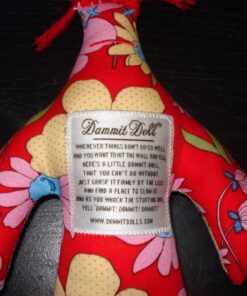 Dammit Doll
WHENEVER THINGS DON'T GO SO WELL,
AND YOU WANT TO HIT THE WALL AND YELL,
HERE'S A LITTLE DAMMIT DOLL,
THAT YOU CAN'T DO WITHOUT.
JUST GRASP IT FIRMLY BY THE LEGS
AND FIND A PLACE TO SLAM IT.
AND AS YOU WHACK THE STUFFING OUT,
YELL "DAMMIT! DAMMIT! DAMMIT!"
WWW.DAMMITDOLLS.COM